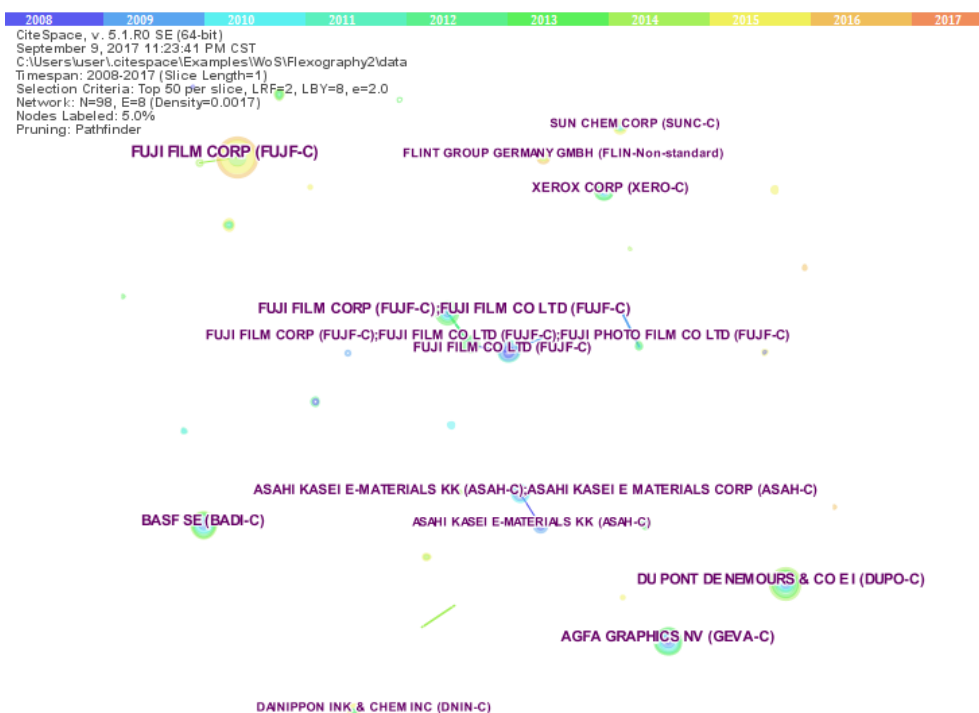 2008 2009 2010 2011 2012 2013 2014 2015 2016 2017
CiteSpace, v. 5.1.R0 SE (64-bit)
September 9, 2017 11:23:41 PM CST
C:\Users\user\.citespace\Examples\WoS\Flexography2\data
Timespan: 2008-2017 (Slice Length=1)
Selection Criteria: Top 50 per slice, LRF=2, LBY=8, e=2.0
Network: N=98, E=8 (Density=0.0017)
Nodes Labeled: 5.0%
Pruning: Pathfinder
SUN CHEM CORP (SUNC-C)
FUJI FILM CORP (FUJF-C)
FLINT GROUP GERMANY GMBH (FLIN-Non-standard)
XEROX CORP (XERO-C)
FUJI FILM CORP (FUJF-C);FUJI FILM CO LTD (FUJF-C)
FUJI FILM CORP (FUJF-C);FUJI FILM CO LTD (FUJF-C);FUJI PHOTO FILM CO LTD (FUJF-C)
FUJI FILM CO LTD (FUJF-C)
ASAHI KASEI E-MATERIALS KK (ASAH-C);ASAHI KASEI E MATERIALS CORP (ASAH-C)
BASF SE (BADI-C)
ASAHI KASEI E-MATERIALS KK (ASAH-C)
DU PONT DE NEMOURS & CO E I (DUPO-C)
AGFA GRAPHICS NV (GEVA-C)
DAINIPPON INK & CHEM INC (DNIN-C)